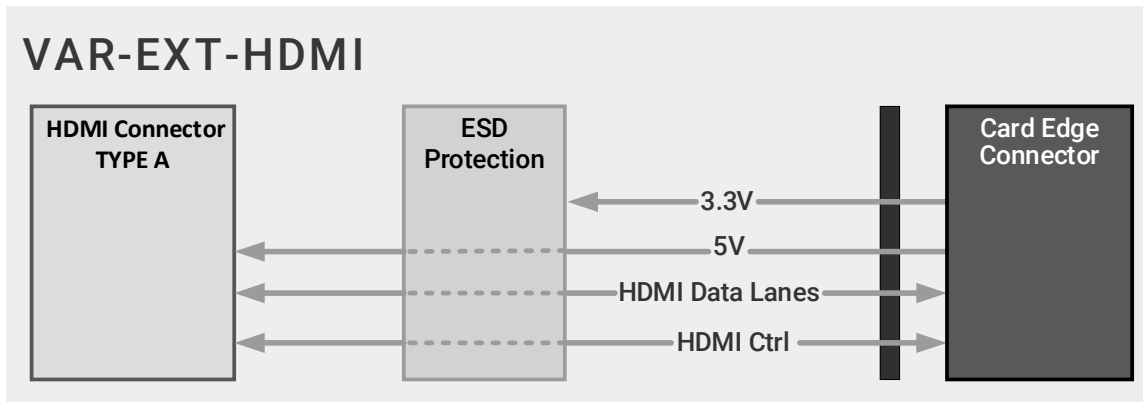 VAR-EXT-HDMI
HDMI Connector
TYPE A
ESD
Protection
Card Edge
Connector
3.3V
5V
HDMI Data Lanes
HDMI Ctrl